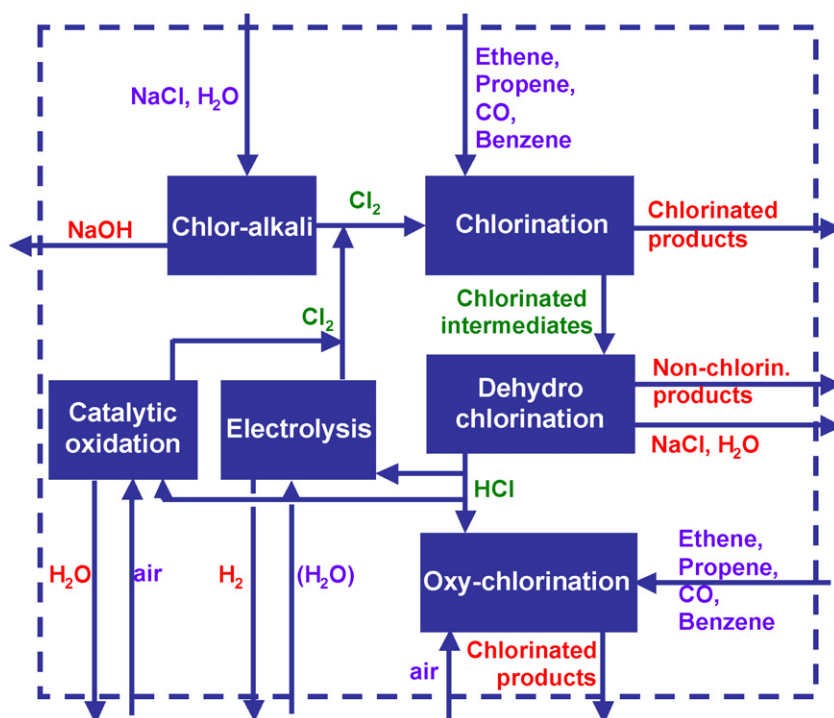 NaCl, H₂O
Ethene,
Propene,
CO,
Benzene
Chlor-alkali
Cl₂
Chlorination
Chlorinated
products
NaOH
Chlorinated
intermediates
Cl₂
Catalytic
oxidation
Electrolysis
Dehydro
chlorination
Non-chlorin.
products
NaCl, H₂O
HCl
H₂O
air
H₂
(H₂O)
Oxy-chlorination
Ethene,
Propene,
CO,
Benzene
air
Chlorinated
products